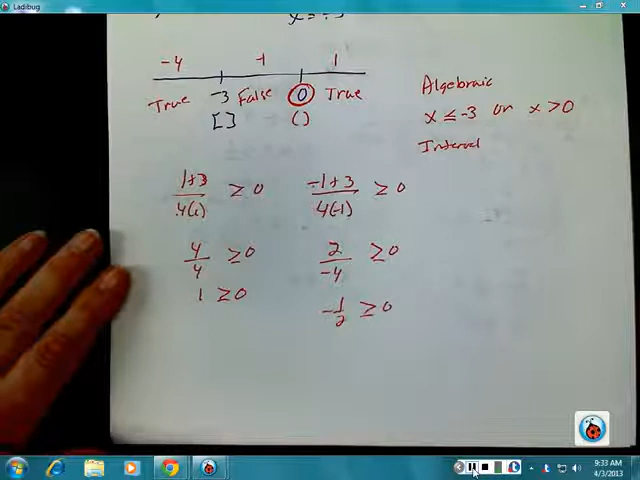 Ladibug
-4 -1 1
True -3 False 0 True
[ ] ( )
Algebraic
x ≤ -3 or x > 0
Interval
1+3/4(1) ≥ 0
-1+3/4(-1) ≥ 0
4/4 ≥ 0
2/-4 ≥ 0
1 ≥ 0
-1/2 ≥ 0
9:33 AM
4/3/2013